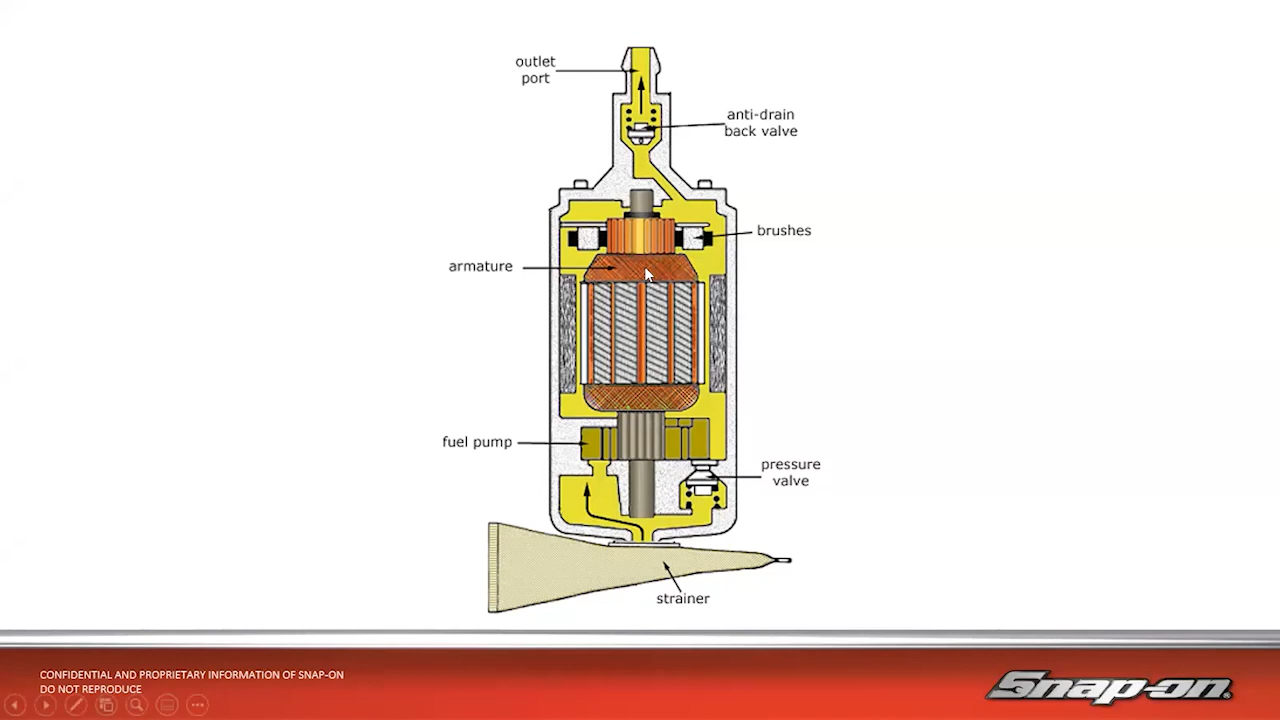 outlet
port
anti-drain
back valve
brushes
armature
fuel pump
pressure
valve
strainer
CONFIDENTIAL AND PROPRIETARY INFORMATION OF SNAP-ON
DO NOT REPRODUCE
Snap-on